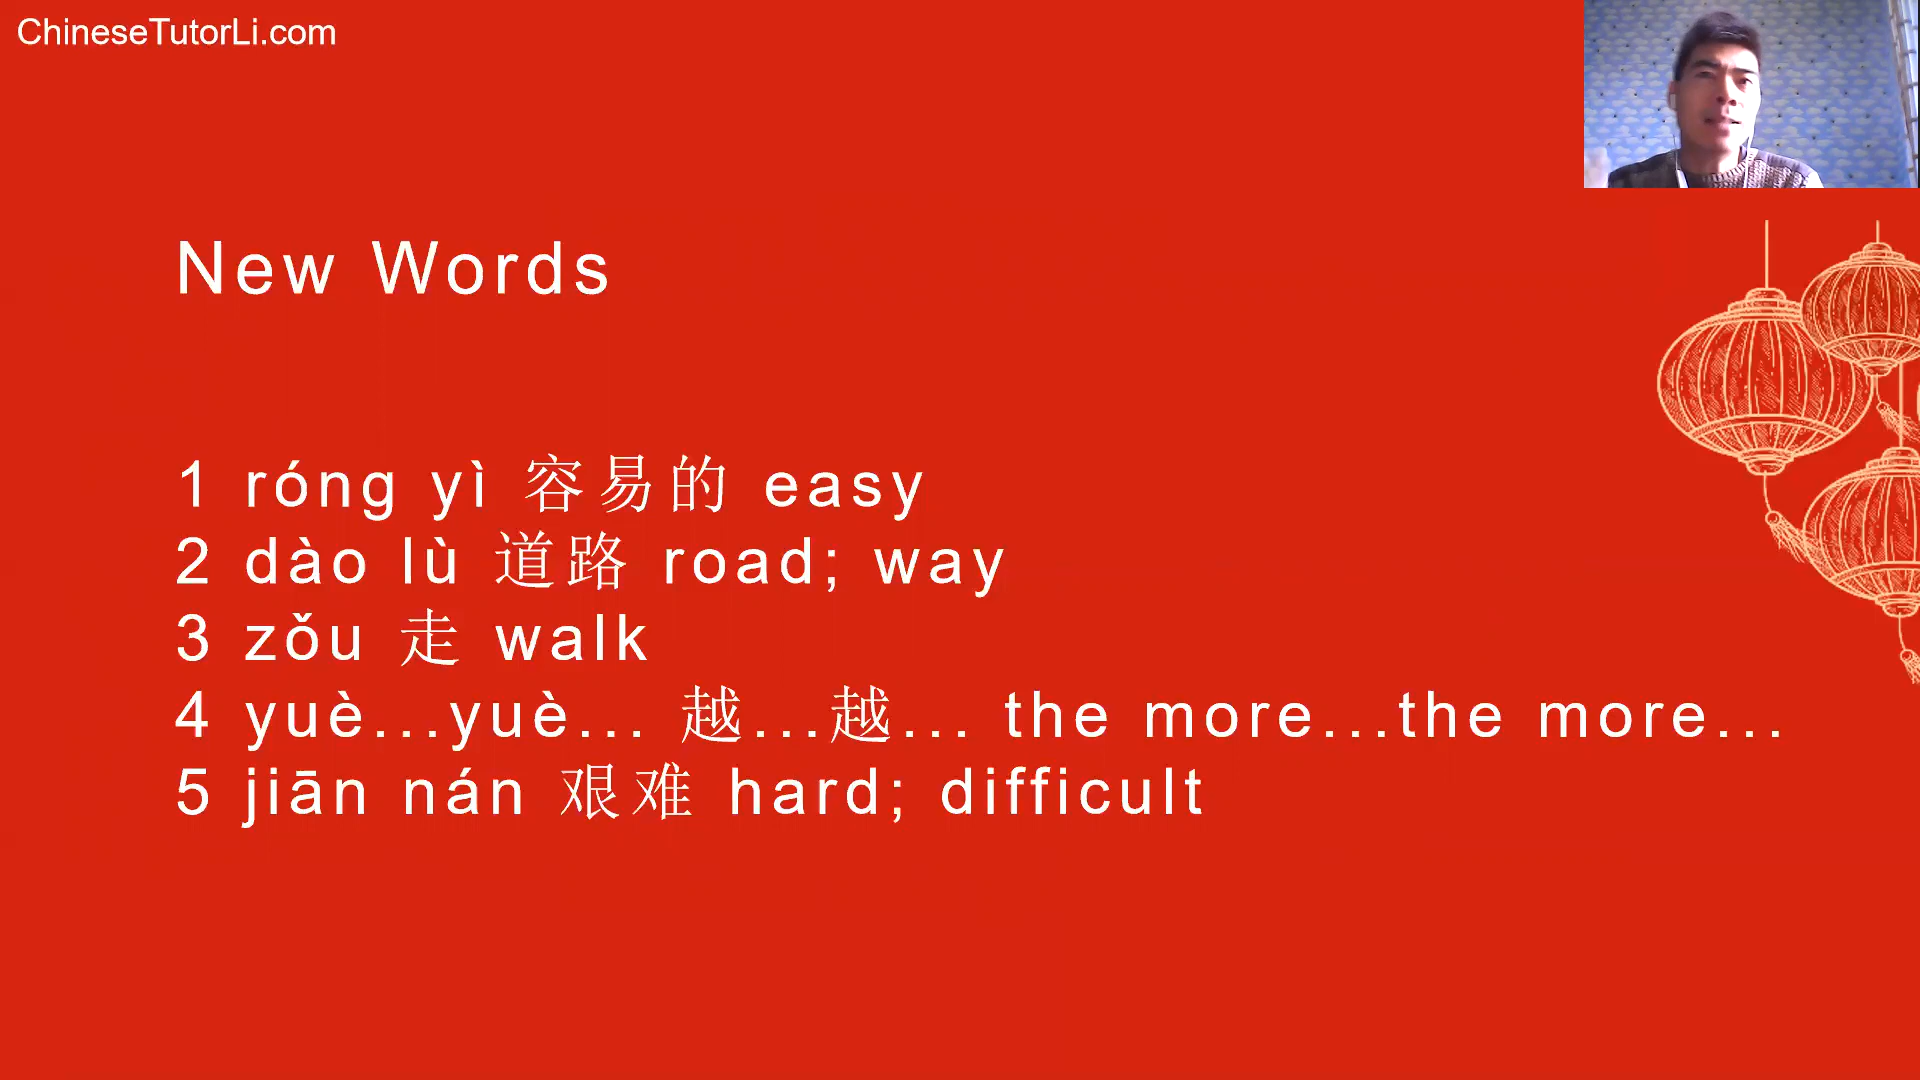 ChineseTutorLi.com
New Words
1 róng yì 容易的 easy
2 dào lù 道路 road; way
3 zǒu 走 walk
4 yuè...yuè... 越...越... the more...the more...
5 jiān nán 艰难 hard; difficult